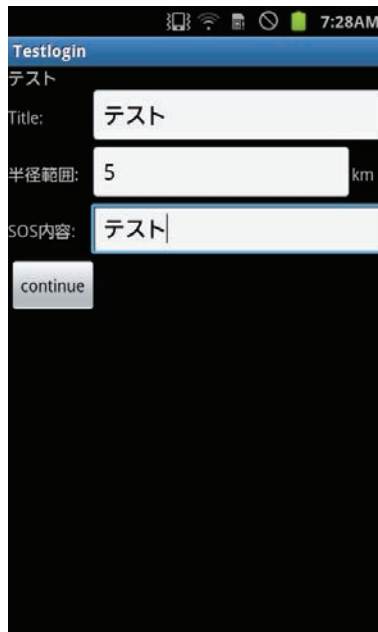 7:28AM
Testlogin
テスト
Title: テスト
半径範囲: 5 km
SOS内容: テスト
continue